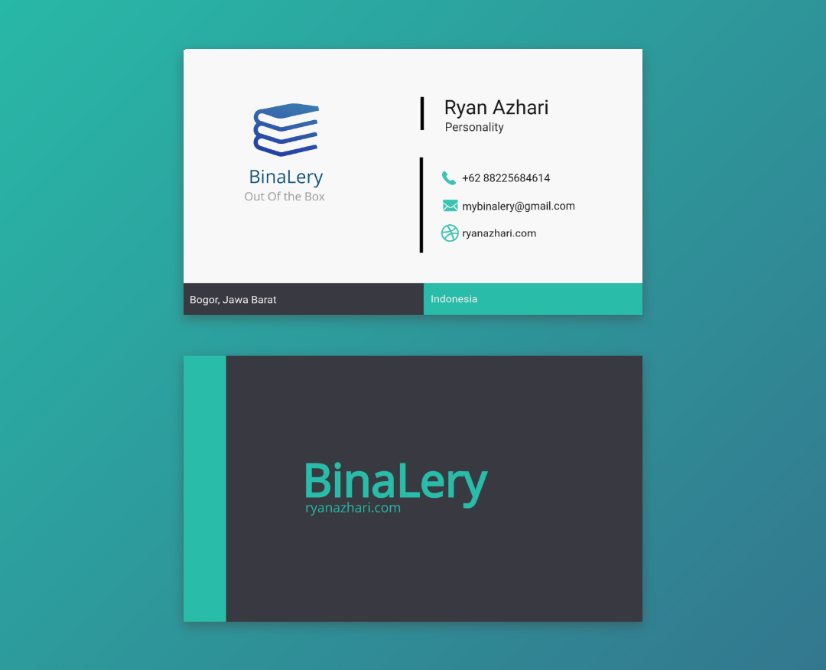 BinaLery
Out Of the Box
Ryan Azhari
Personality
+62 88225684614
mybinalery@gmail.com
ryanazhari.com
Bogor, Jawa Barat
Indonesia
BinaLery
ryanazhari.com